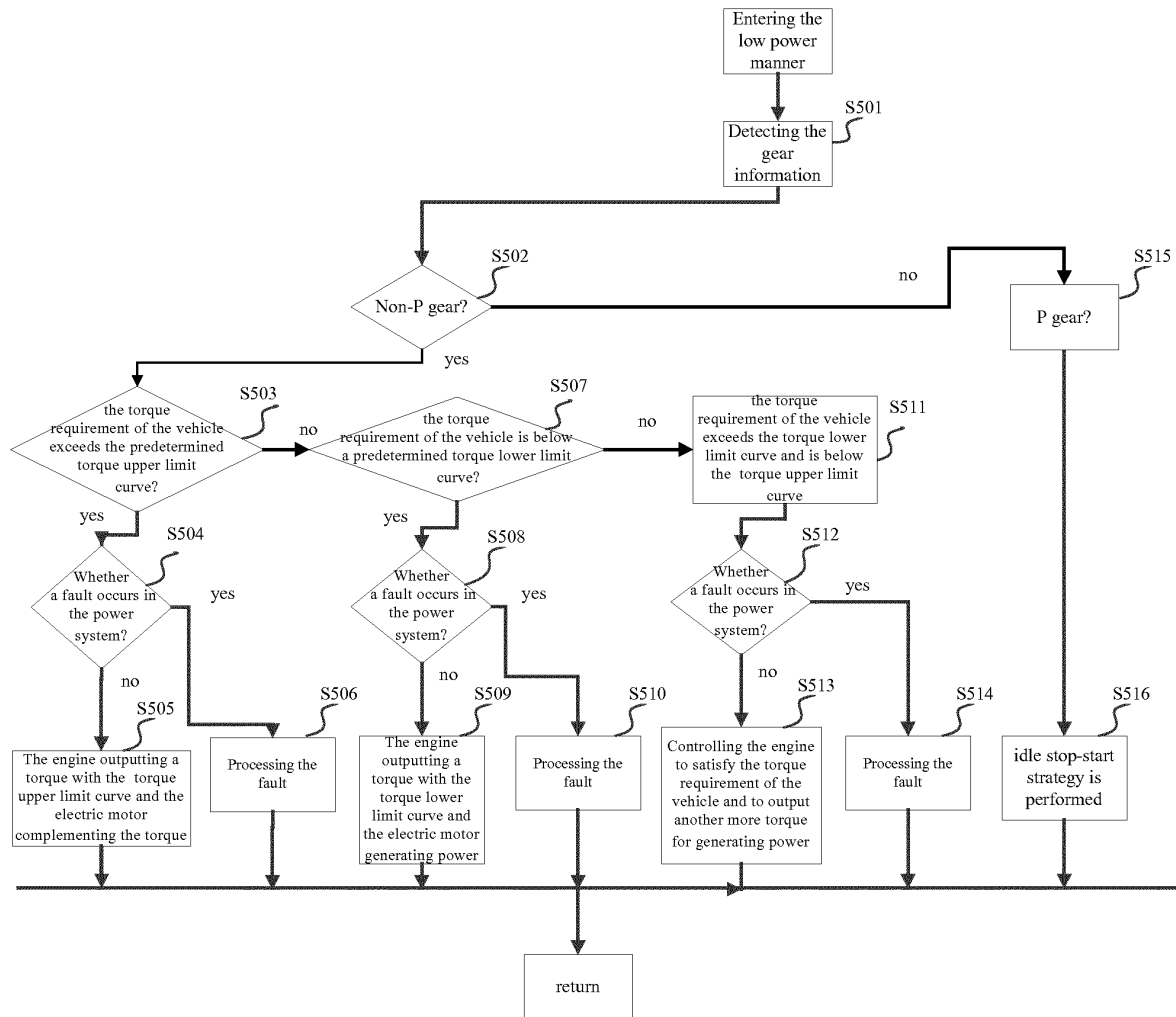 Entering the
low power
manner
S501
Detecting the
gear
information
S502
Non-P gear?
no
S515
P gear?
yes
S503
the torque
requirement of the vehicle
exceeds the predetermined
torque upper limit
curve?
no
S507
the torque
requirement of the vehicle is below
a predetermined torque lower limit
curve?
no
S511
the torque
requirement of the vehicle
exceeds the torque lower
limit curve and is below
the torque upper limit
curve
yes
S504
Whether
a fault occurs in
the power
system?
yes
yes
S508
Whether
a fault occurs in
the power
system?
yes
S512
Whether
a fault occurs in
the power
system?
yes
no
S505
The engine outputting a
torque with the torque
upper limit curve and the
electric motor
complementing the torque
S506
Processing the
fault
no
S509
The engine
outputting a
torque with the
torque lower
limit curve and
the electric motor
generating power
S510
Processing the
fault
no
S513
Controlling the engine
to satisfy the torque
requirement of the
vehicle and to output
another more torque
for generating power
S514
Processing the
fault
S516
idle stop-start
strategy is
performed
return